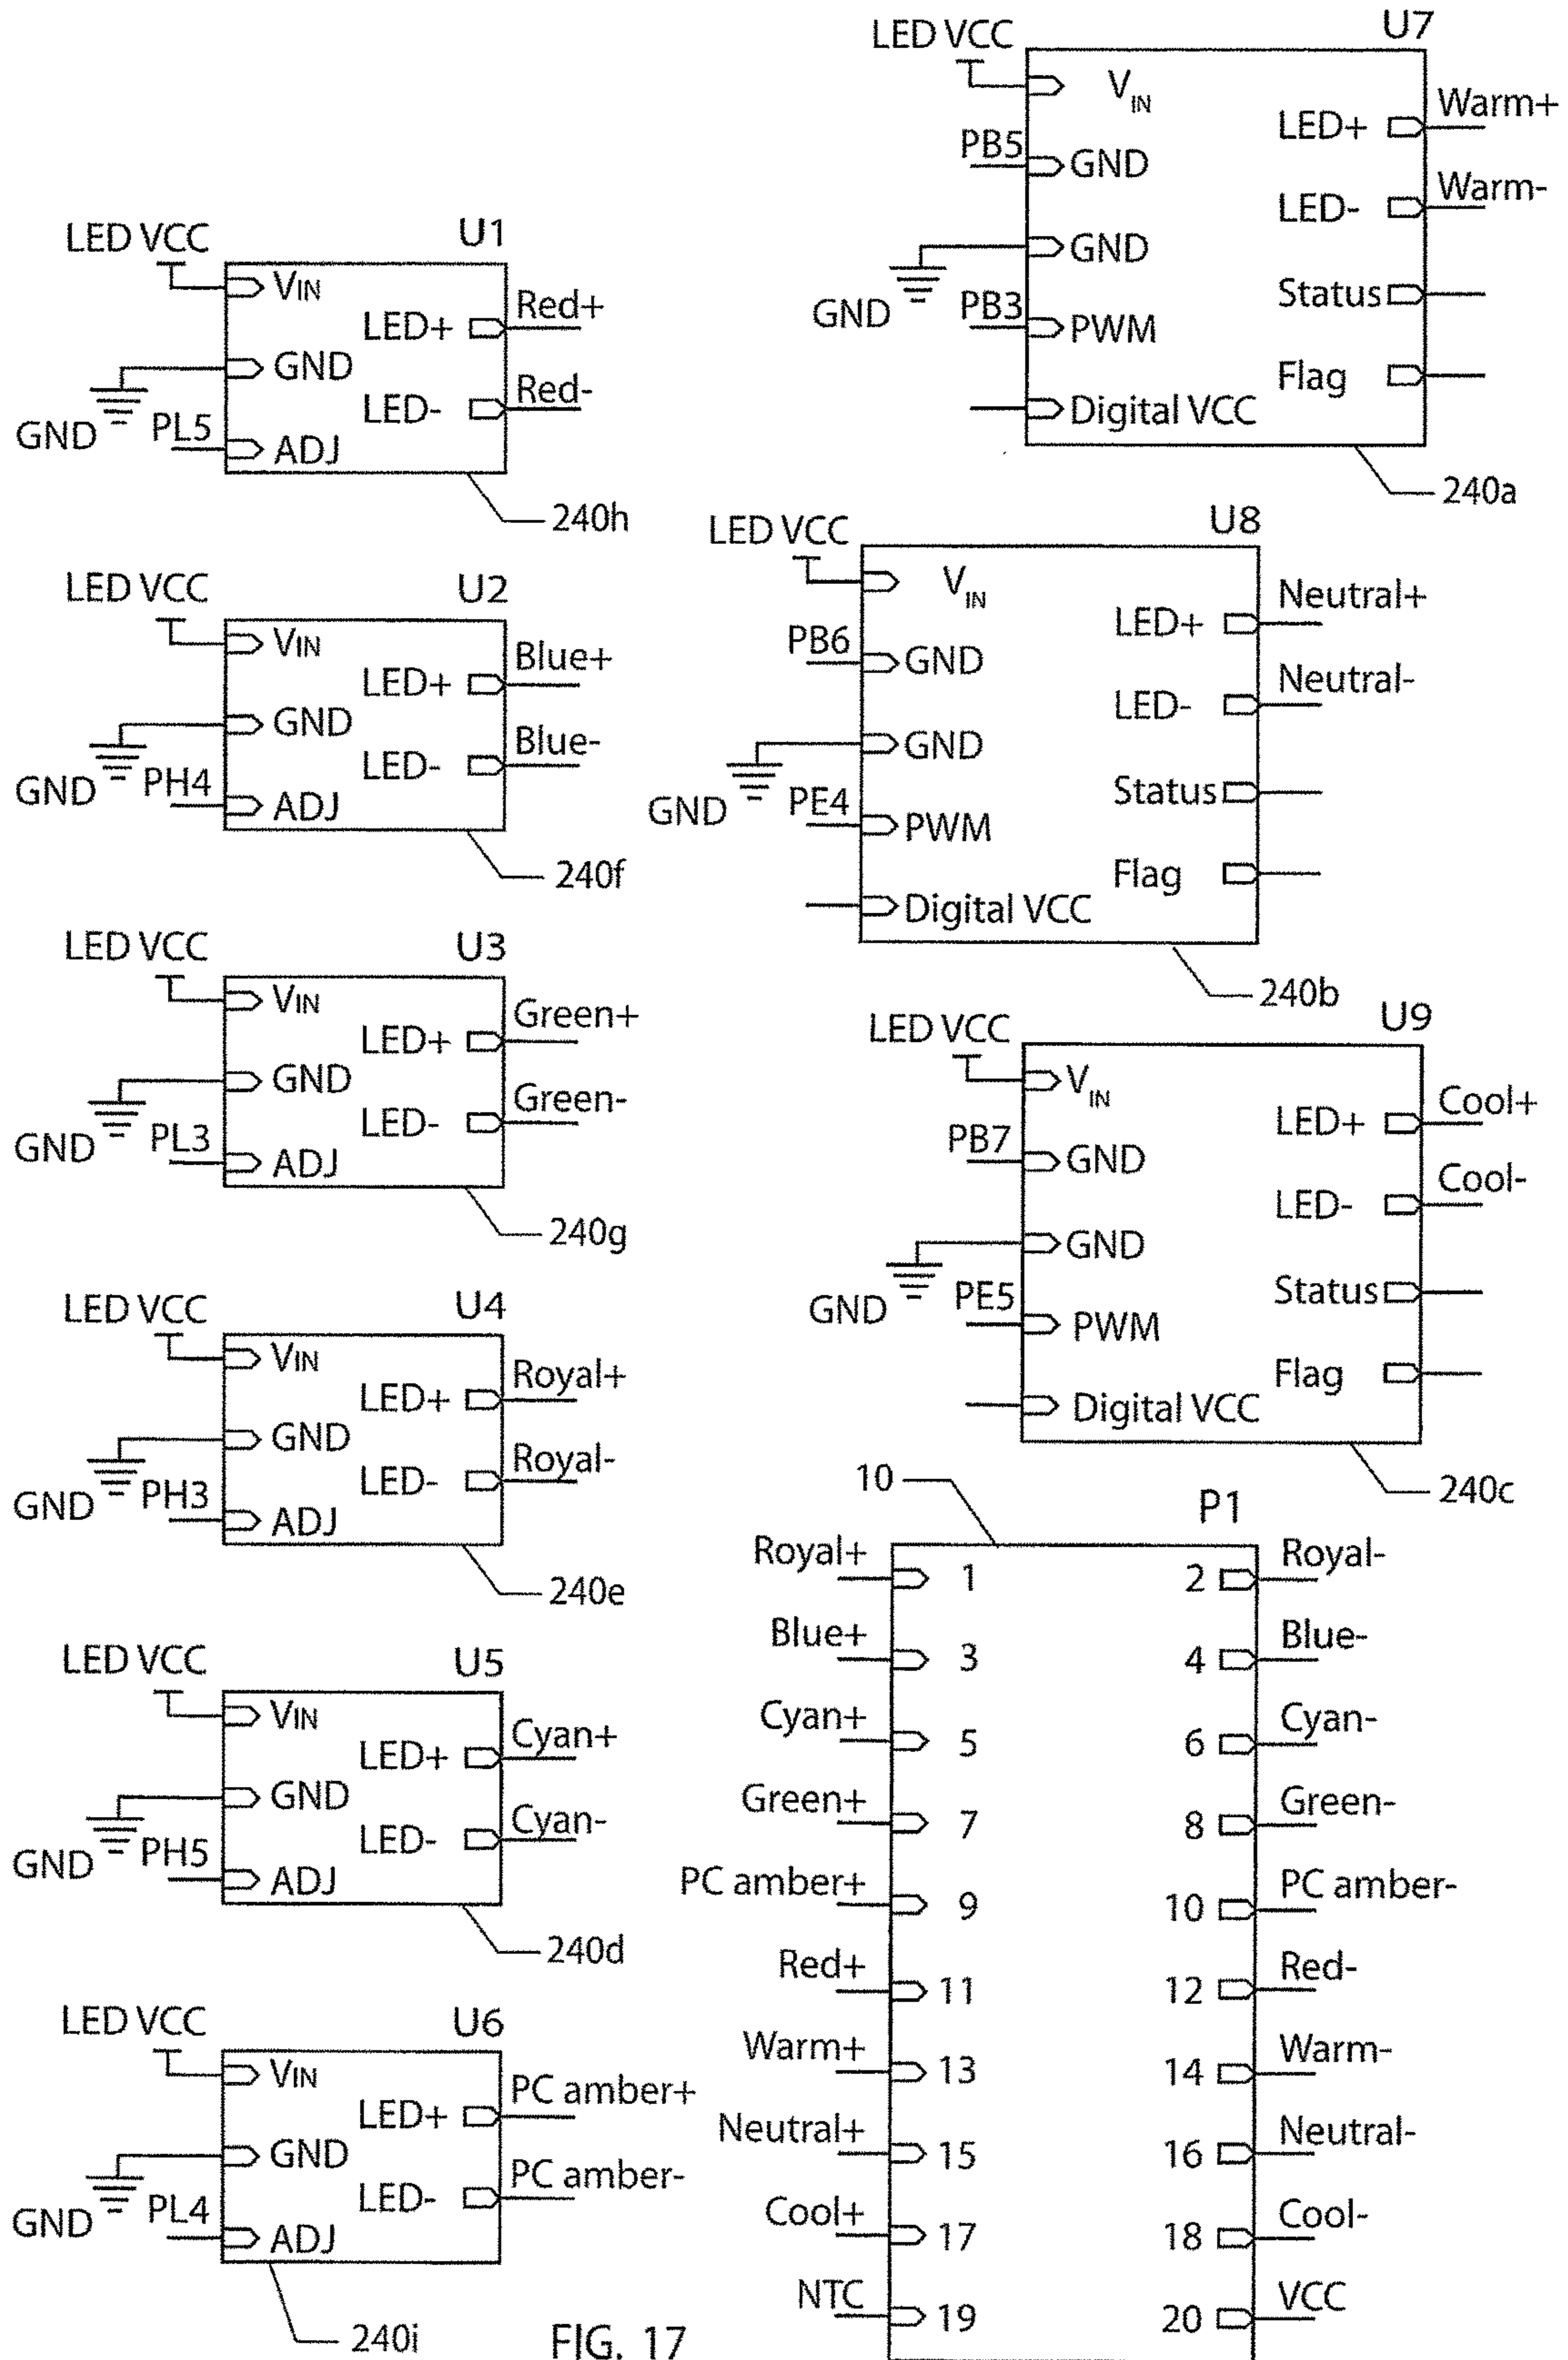 U1
LED VCC
VIN
LED+
Red+
GND
GND
LED-
Red-
PL5
ADJ
240h
U2
LED VCC
VIN
LED+
Blue+
GND
GND
LED-
Blue-
PH4
ADJ
240f
U3
LED VCC
VIN
LED+
Green+
GND
GND
LED-
Green-
PL3
ADJ
240g
U4
LED VCC
VIN
LED+
Royal+
GND
GND
LED-
Royal-
PH3
ADJ
240e
U5
LED VCC
VIN
LED+
Cyan+
GND
GND
LED-
Cyan-
PH5
ADJ
240d
U6
LED VCC
VIN
LED+
PC amber+
GND
GND
LED-
PC amber-
PL4
ADJ
240i
U7
LED VCC
VIN
LED+
Warm+
PB5
GND
LED-
Warm-
GND
GND
Status
PB3
PWM
Flag
Digital VCC
240a
U8
LED VCC
VIN
LED+
Neutral+
PB6
GND
LED-
Neutral-
GND
GND
Status
PE4
PWM
Flag
Digital VCC
240b
U9
LED VCC
VIN
LED+
Cool+
PB7
GND
LED-
Cool-
GND
GND
Status
PE5
PWM
Flag
Digital VCC
240c
10
P1
Royal+ 1 2 Royal-
Blue+ 3 4 Blue-
Cyan+ 5 6 Cyan-
Green+ 7 8 Green-
PC amber+ 9 10 PC amber-
Red+ 11 12 Red-
Warm+ 13 14 Warm-
Neutral+ 15 16 Neutral-
Cool+ 17 18 Cool-
NTC 19 20 VCC
FIG. 17